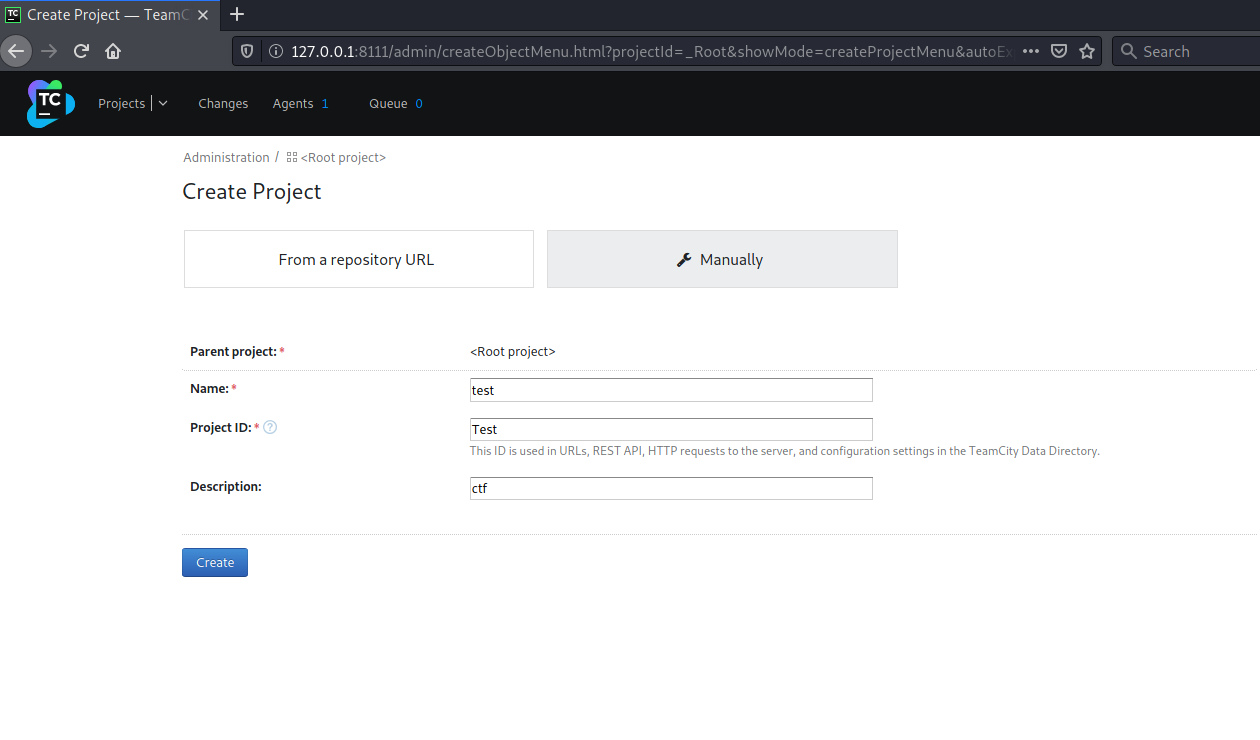 TC Create Project — TeamC
127.0.0.1:8111/admin/createObjectMenu.html?projectId=_Root&showMode=createProjectMenu&autoEx
Search
TC Projects Changes Agents 1 Queue 0
Administration / <Root project>
Create Project
From a repository URL Manually
Parent project: * <Root project>
Name: * test
Project ID: * ? Test
This ID is used in URLs, REST API, HTTP requests to the server, and configuration settings in the TeamCity Data Directory.
Description: ctf
Create